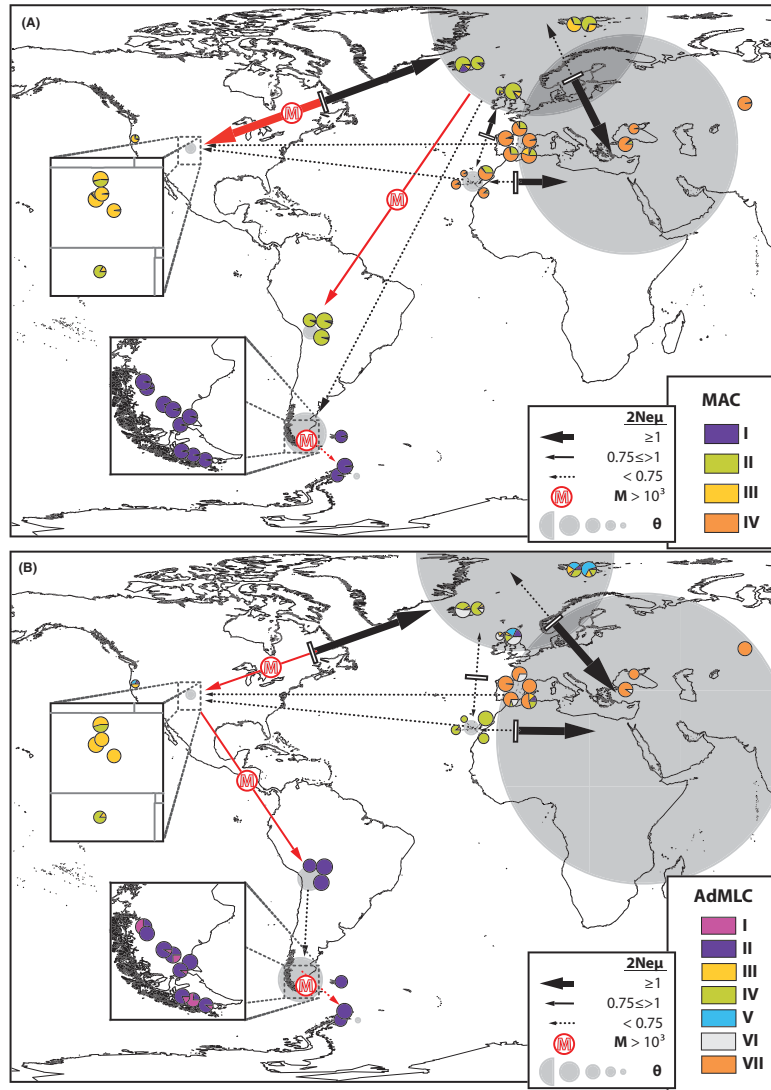 (A)
M
M
M
2Neµ
≥1
0.75≤>1
< 0.75
M M > 10³
θ
MAC
I
II
III
IV
(B)
M
M
M
2Neµ
≥1
0.75≤>1
< 0.75
M M > 10³
θ
AdMLC
I
II
III
IV
V
VI
VII